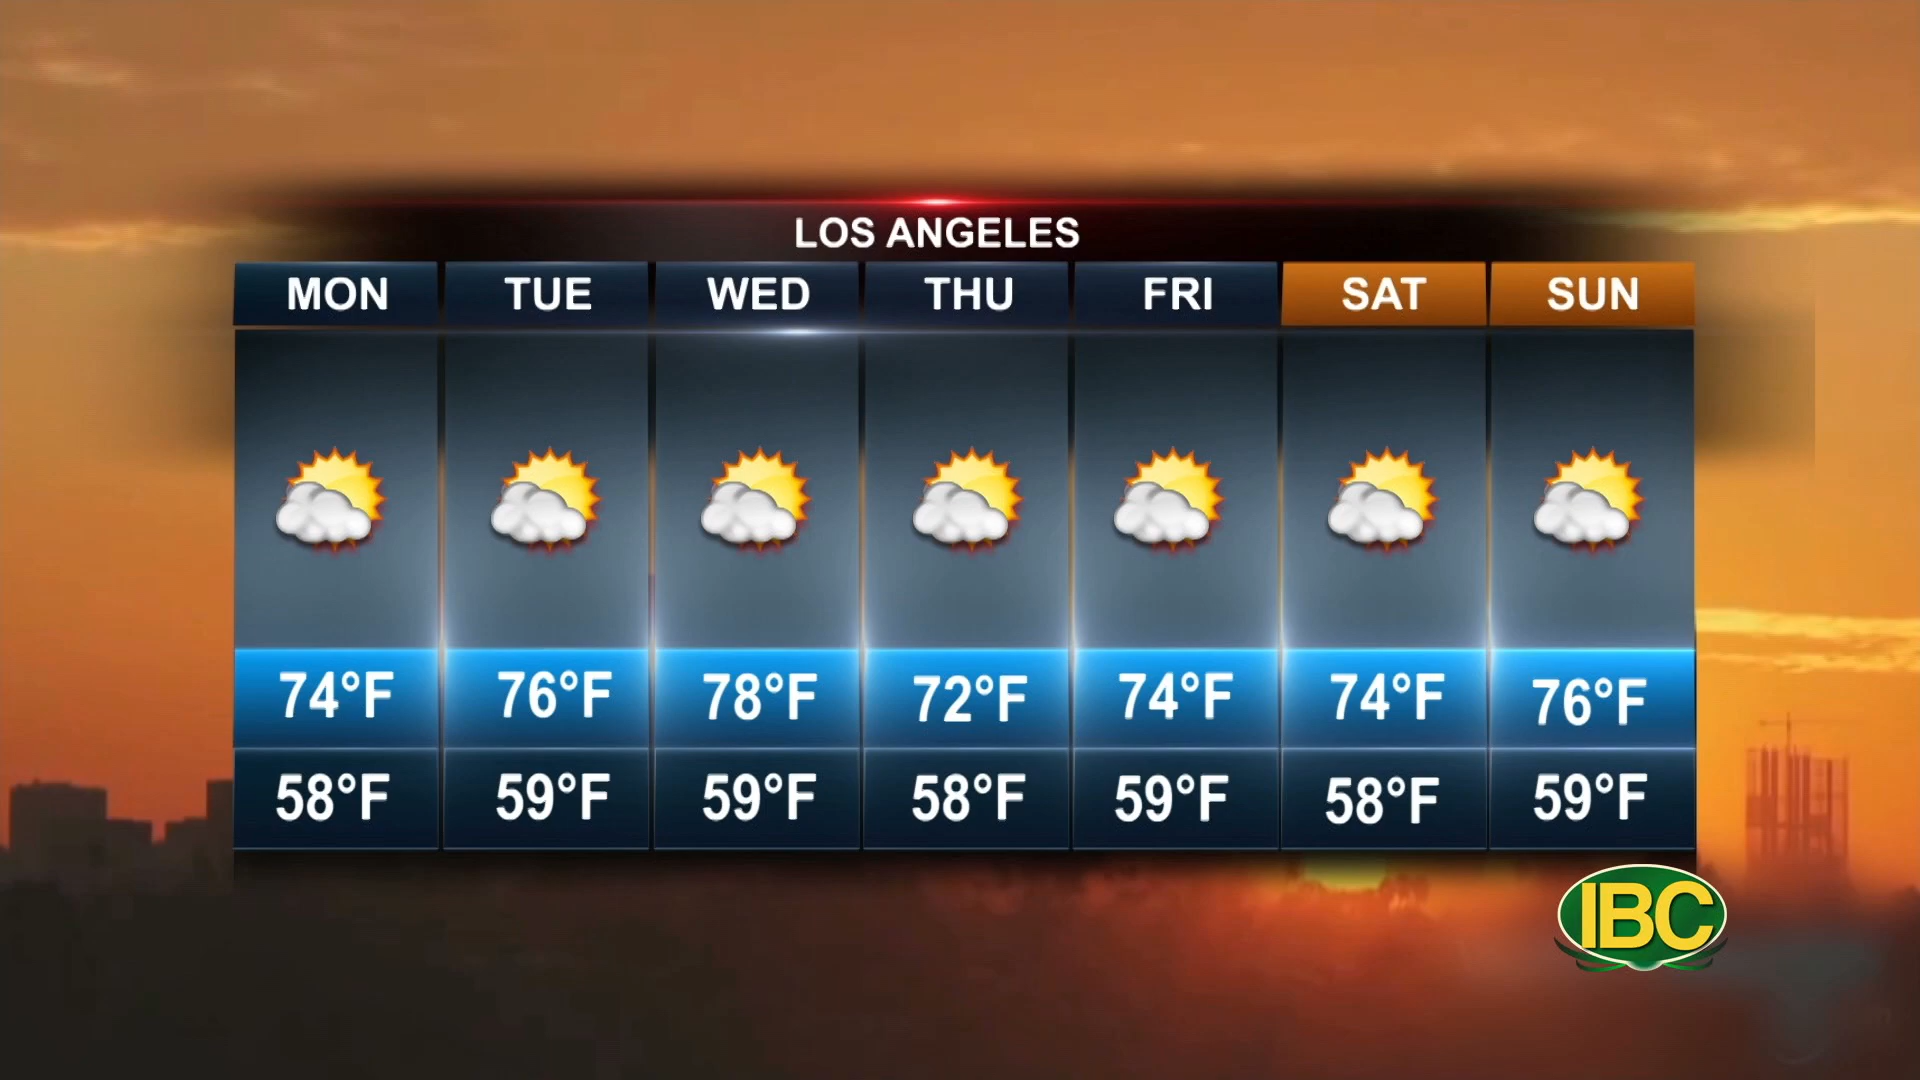 LOS ANGELES
MON TUE WED THU FRI SAT SUN
74°F 76°F 78°F 72°F 74°F 74°F 76°F
58°F 59°F 59°F 58°F 59°F 58°F 59°F
IBC